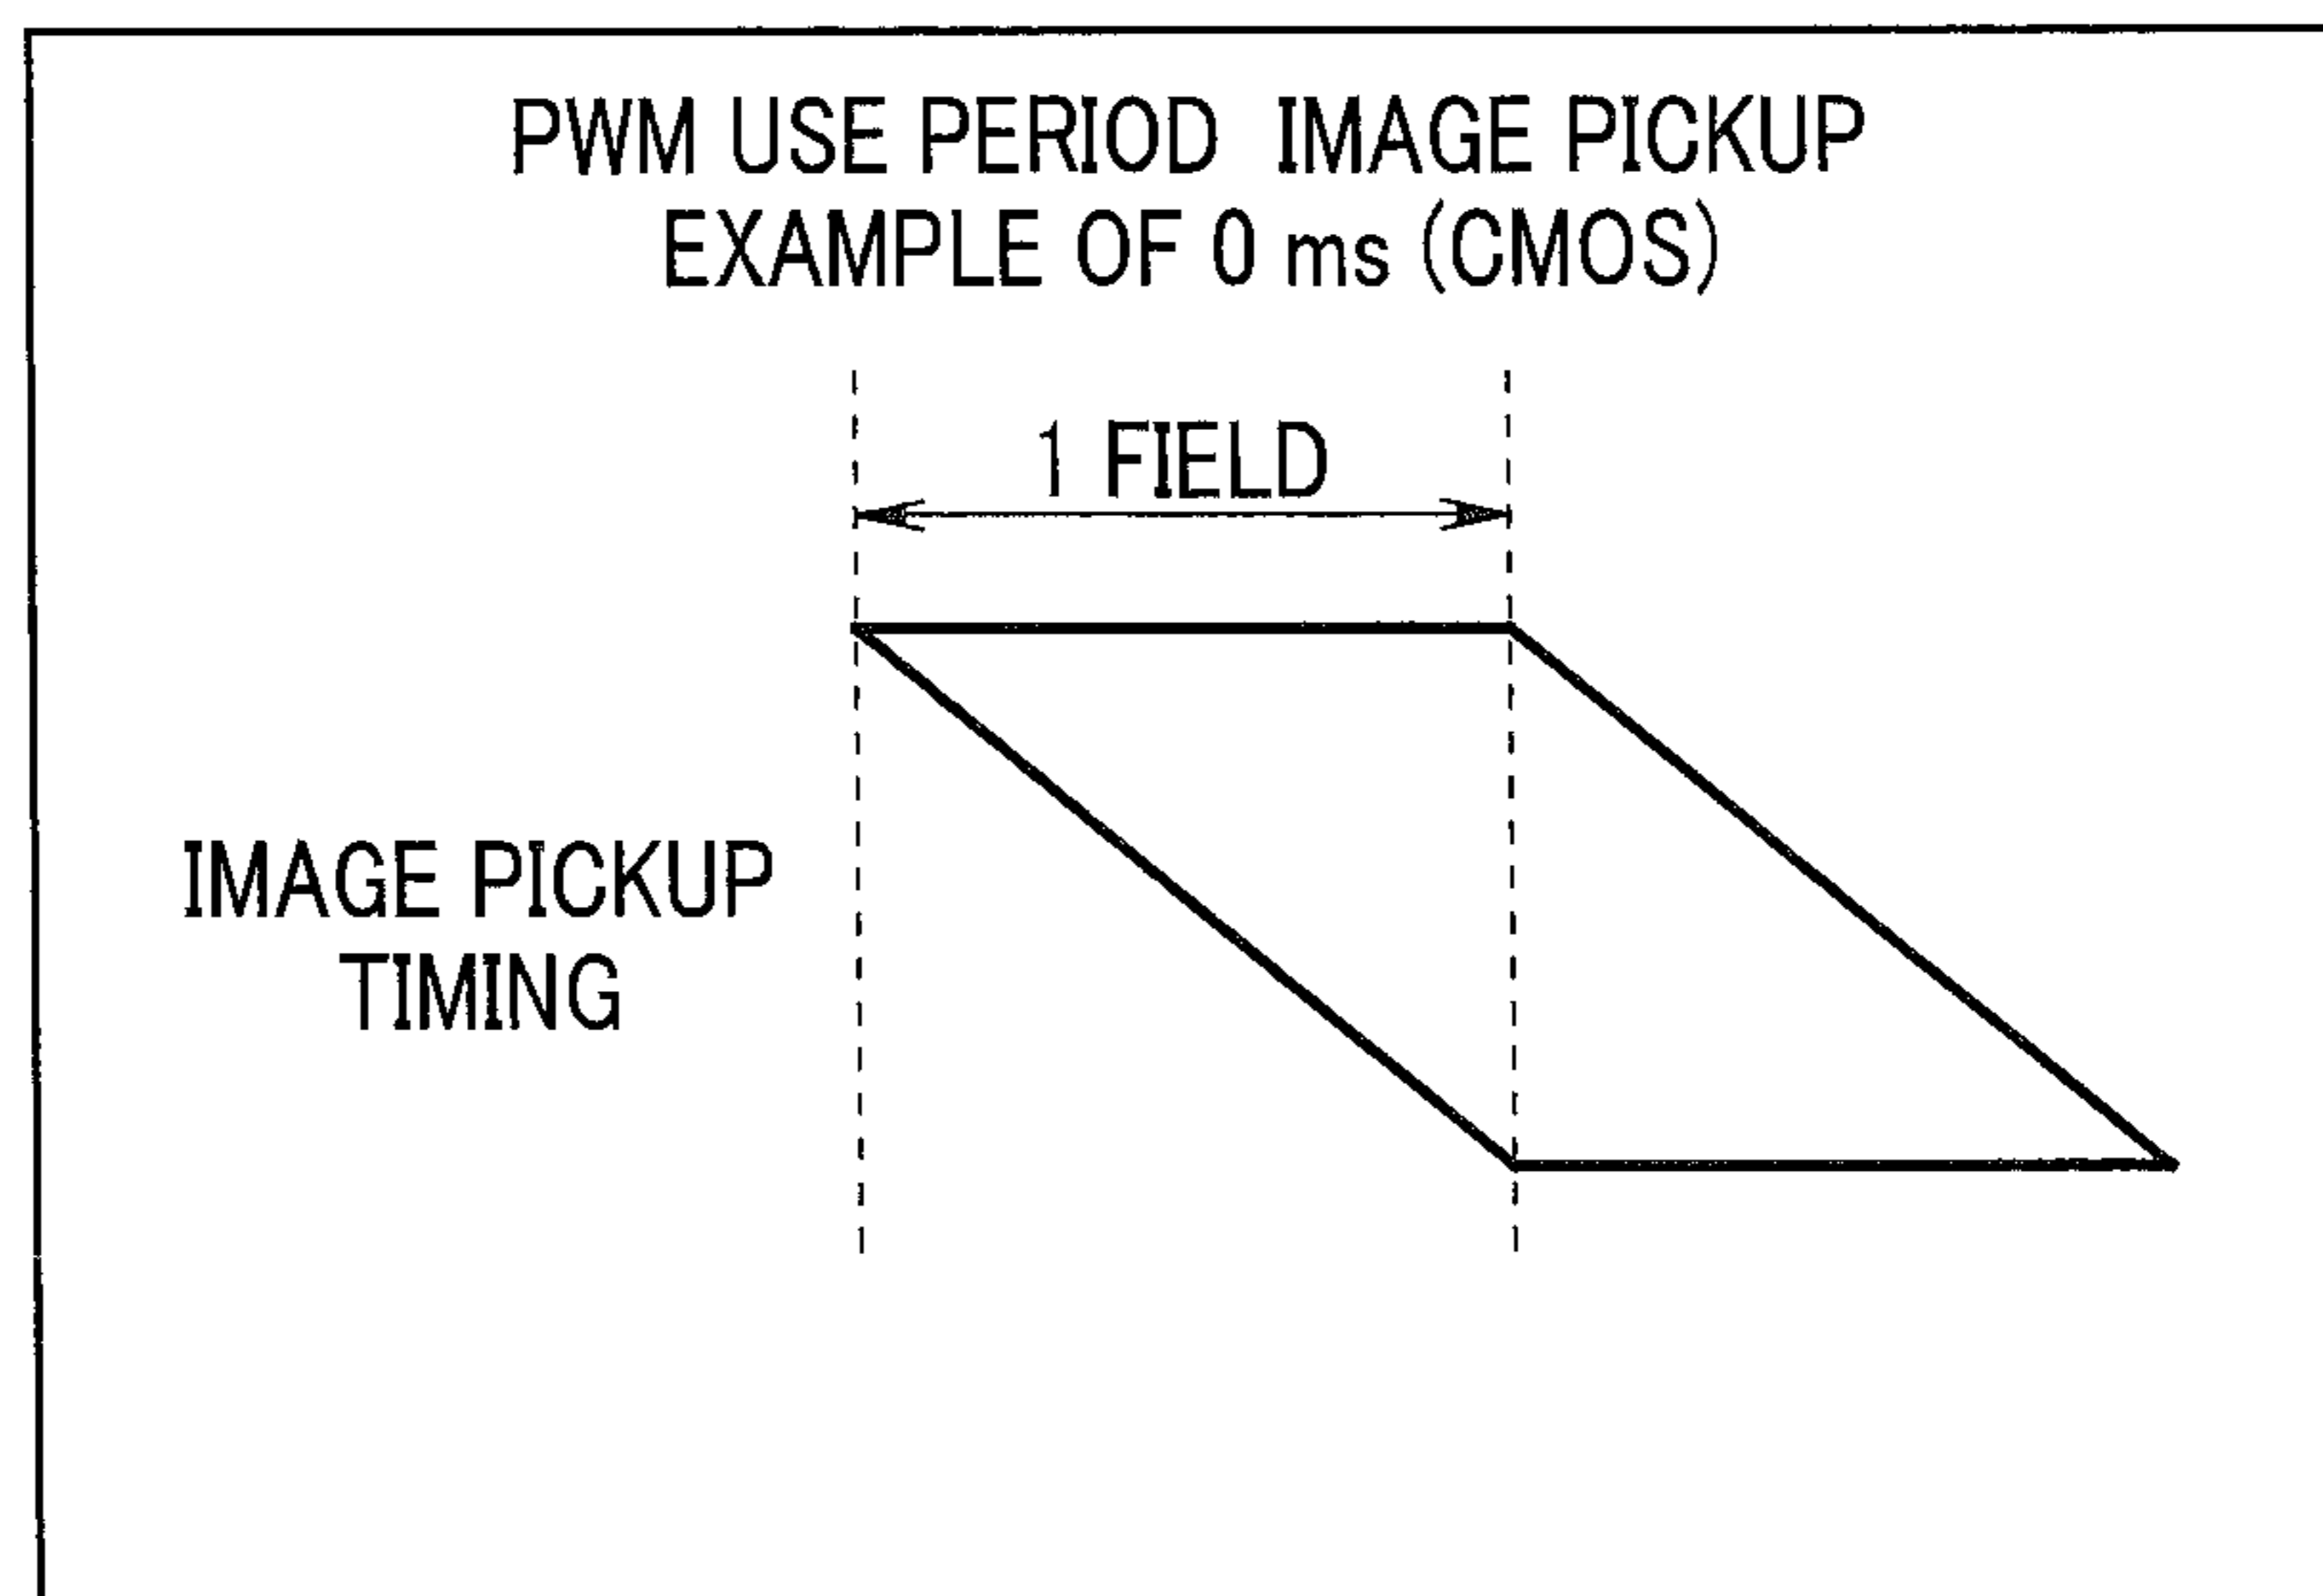 PWM USE PERIOD IMAGE PICKUP
EXAMPLE OF 0 ms (CMOS)
1 FIELD
IMAGE PICKUP
TIMING